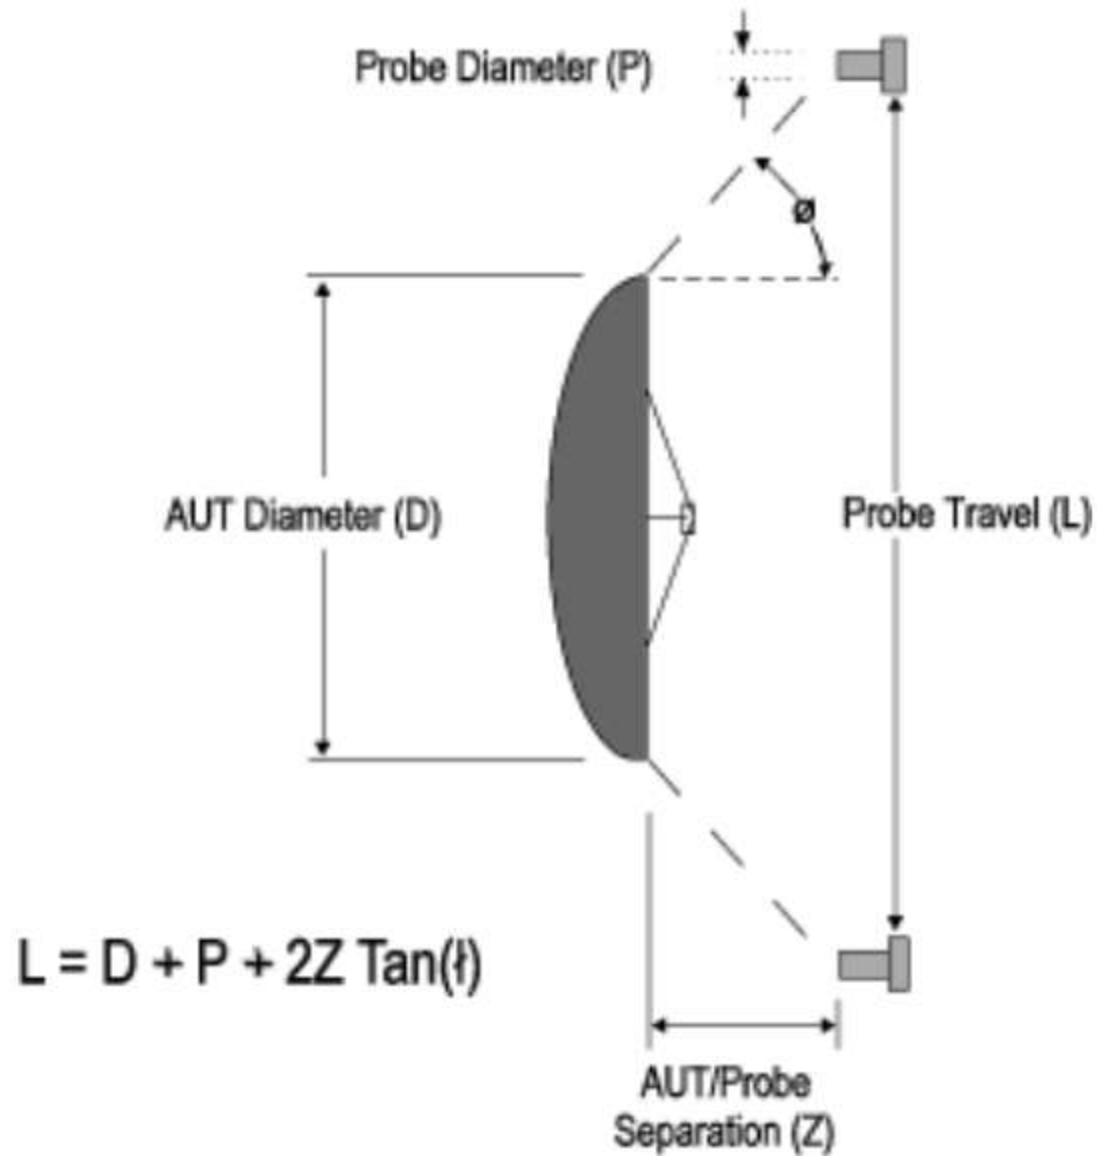 Probe Diameter (P)
Ø
AUT Diameter (D)
Probe Travel (L)
L = D + P + 2Z Tan(ł)
AUT/Probe
Separation (Z)